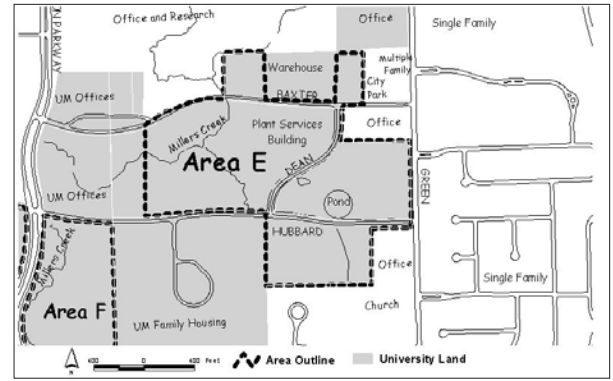 Office and Research
Office
Single Family
N PARKWAY
Warehouse
Multiple
Family
City
Park
UM Offices
BAXTER
Millers Creek
Plant Services
Building
Office
Area E
DEAN
UM Offices
Pond
GREEN
HUBBARD
Millers Creek
Office
Single Family
Area F
UM Family Housing
Church
N
400 0 400 Feet
Area Outline
University Land